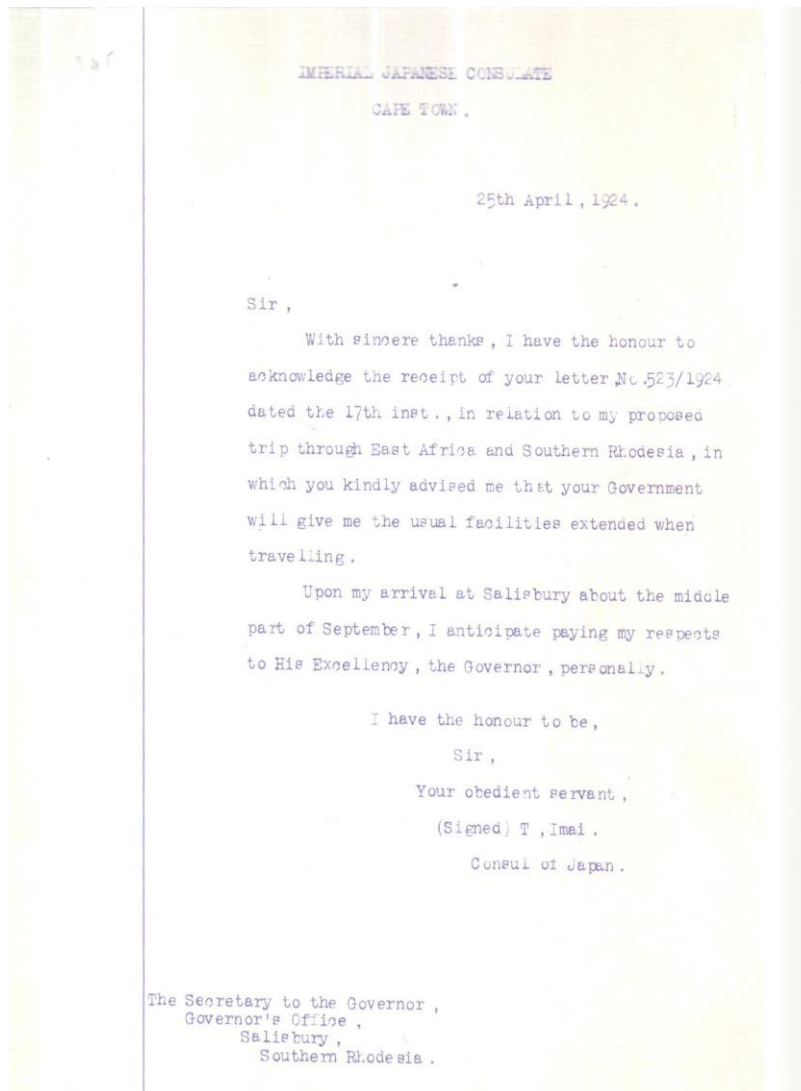 IMPERIAL JAPANESE CONSULATE
CAPE TOWN.
25th April, 1924.
Sir,
With sincere thanks, I have the honour to
acknowledge the receipt of your letter, No.523/1924
dated the 17th inst., in relation to my proposed
trip through East Africa and Southern Rhodesia, in
which you kindly advised me that your Government
will give me the usual facilities extended when
travelling.
Upon my arrival at Salisbury about the middle
part of September, I anticipate paying my respects
to His Excellency, the Governor, personally.
I have the honour to be,
Sir,
Your obedient servant,
(Signed) T, Imai.
Consul of Japan.
The Secretary to the Governor,
Governor's Office,
Salisbury,
Southern Rhodesia.